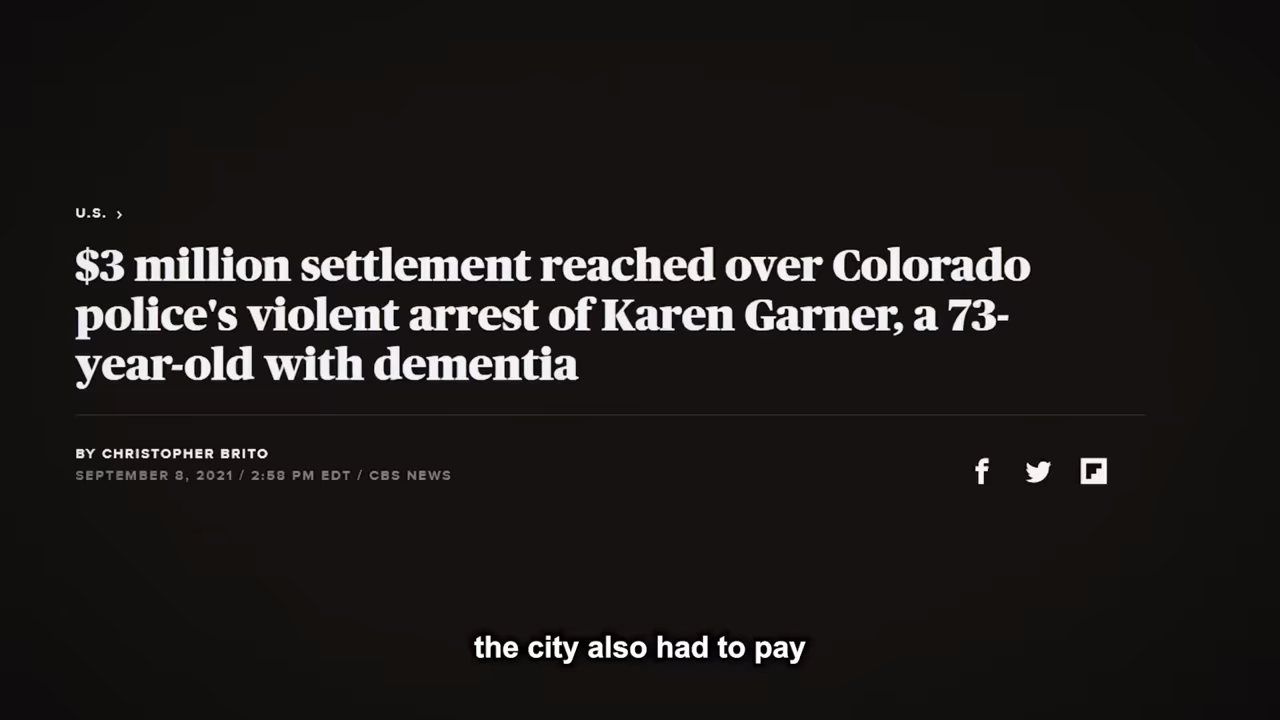 U.S. ›
$3 million settlement reached over Colorado
police's violent arrest of Karen Garner, a 73-
year-old with dementia
BY CHRISTOPHER BRITO
SEPTEMBER 8, 2021 / 2:58 PM EDT / CBS NEWS
the city also had to pay